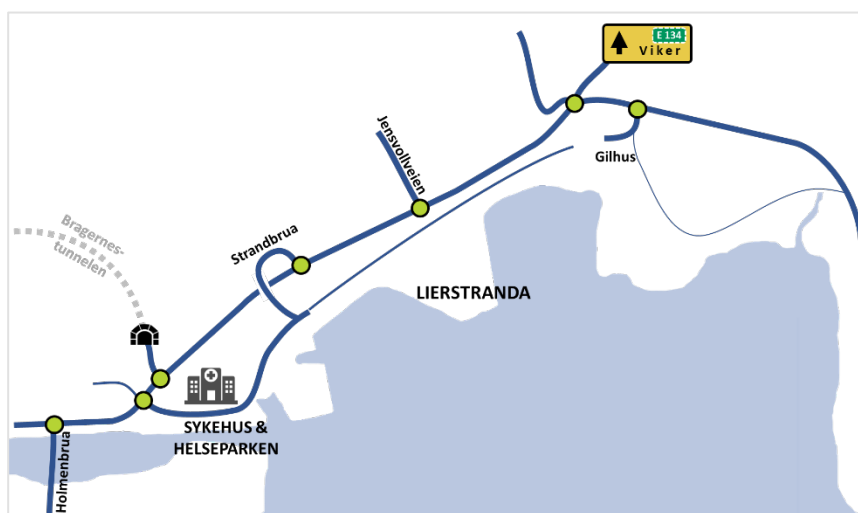 E 134
Viker
Jensvollveien
Gilhus
Bragernes-
tunnelen
Strandbrua
LIERSTRANDA
SYKEHUS &
HELSEPARKEN
Holmenbrua